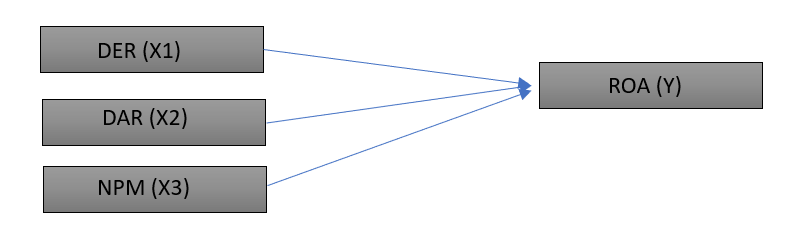 DER (X1)
DAR (X2)
NPM (X3)
ROA (Y)